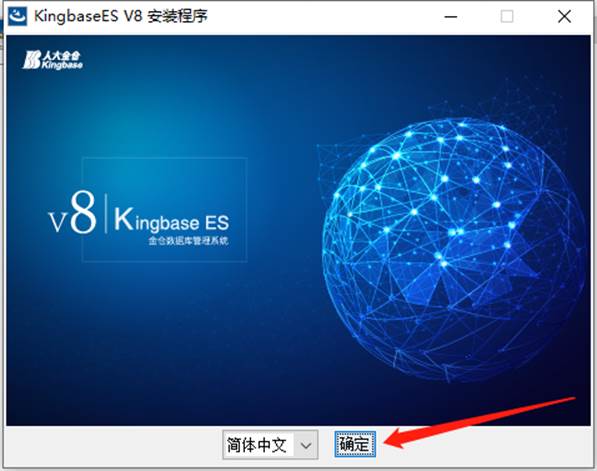 KingbaseES V8 安装程序
人大金仓
Kingbase
V8 Kingbase ES
金仓数据库管理系统
简体中文 确定